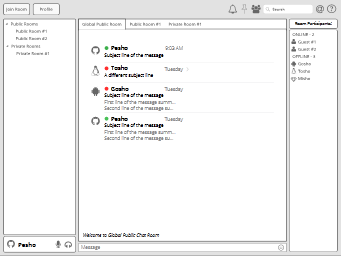 Join Room
Profile
Search
@
?
Public Rooms
Public Room #1
Public Room #2
Private Rooms
Private Room #1
Global Public Room
Public Room #1
Private Room #1
Pesho
9:03 AM
Subject line of the message
Tosho
Tuesday
A different subject line
Gosho
Tuesday
Subject line of the message
First line of the message summ...
Second line of the message su...
Pesho
Tuesday
Subject line of the message
First line of the message summ...
Second line of the message su...
Welcome to Global Public Chat Room
Message
Room Participants:
ONLINE - 2
Guest #1
Guest #2
OFFLINE - 3
Gosho
Tosho
Misho
Pesho